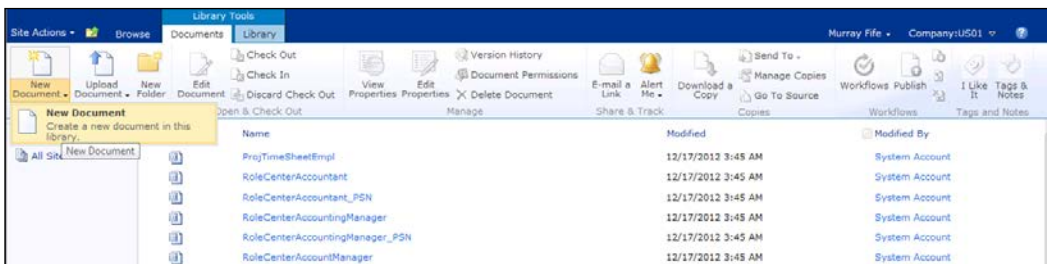 Library Tools
Site Actions Browse Documents Library Murray Fife Company:US01
New Document Upload Document New Folder Edit Document Check Out Check In Discard Check Out View Properties Edit Properties Version History Document Permissions Delete Document E-mail a Link Alert Me Download a Copy Send To Manage Copies Go To Source Workflows Publish I Like It Tags & Notes
Open & Check Out Manage Share & Track Copies Workflows Tags and Notes
New Document
Create a new document in this
library.
New Document
All Site
Name Modified Modified By
ProjTimeSheetEmpl 12/17/2012 3:45 AM System Account
RoleCenterAccountant 12/17/2012 3:45 AM System Account
RoleCenterAccountant_PSN 12/17/2012 3:45 AM System Account
RoleCenterAccountingManager 12/17/2012 3:45 AM System Account
RoleCenterAccountingManager_PSN 12/17/2012 3:45 AM System Account
RoleCenterAccountManager 12/17/2012 3:45 AM System Account